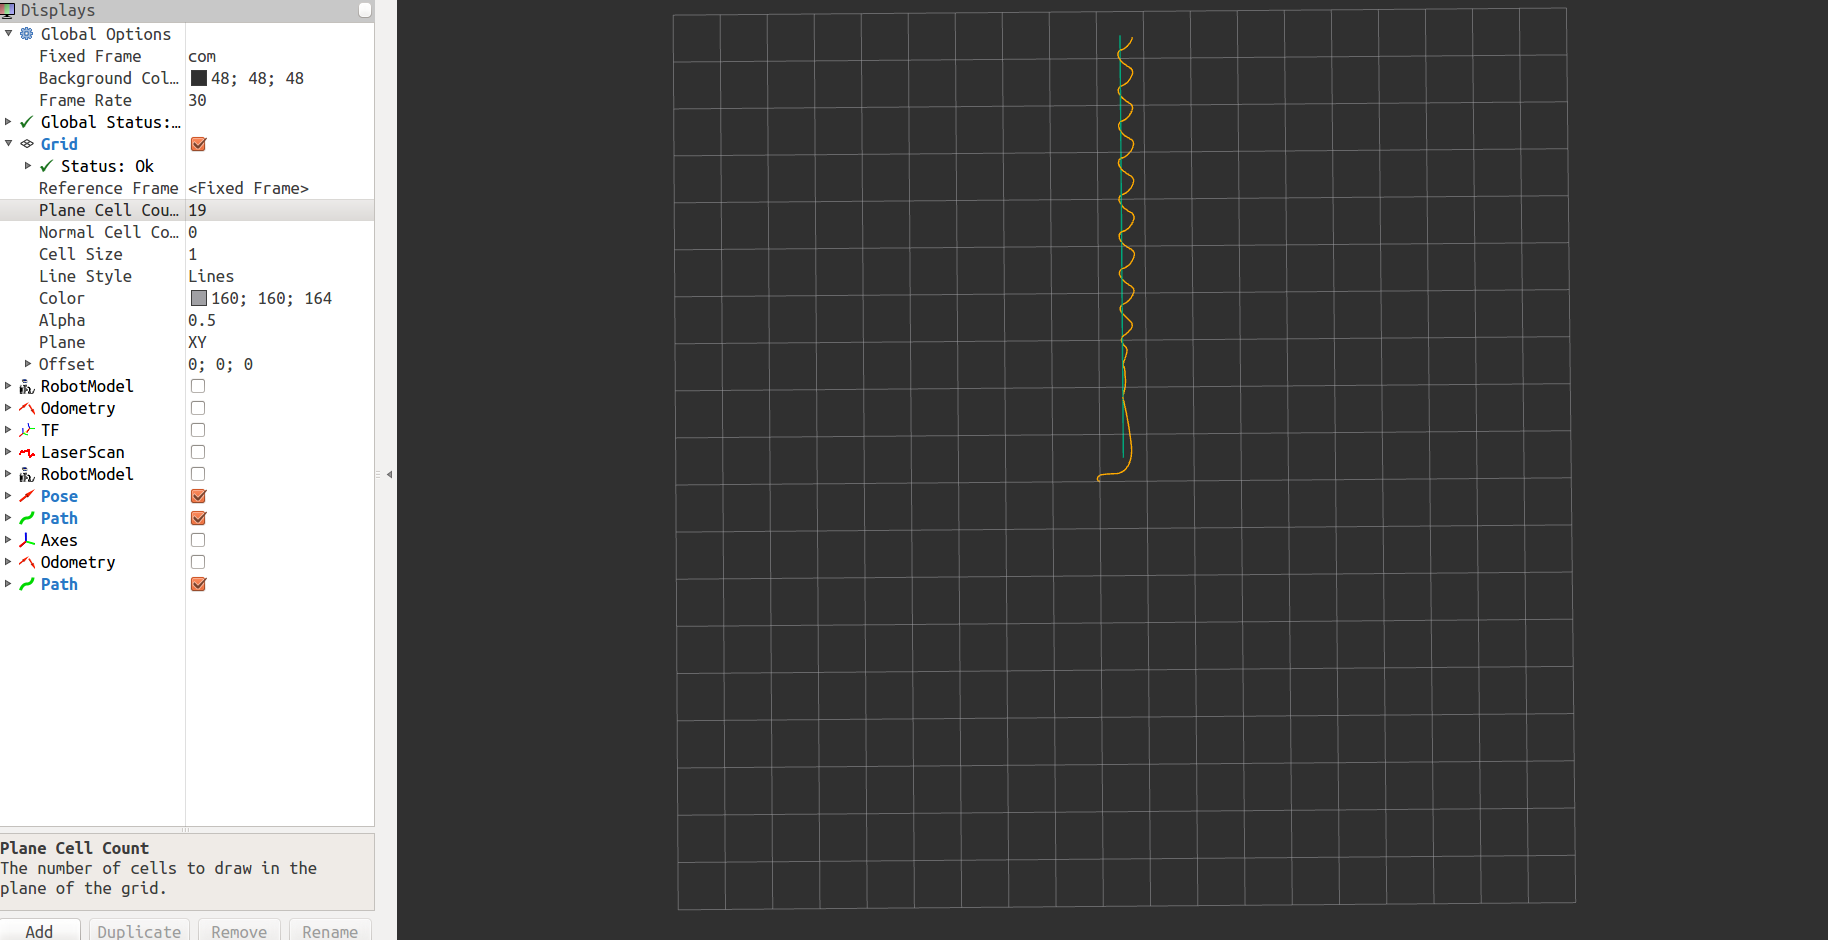 Displays
Global Options
Fixed Frame com
Background Col... 48; 48; 48
Frame Rate 30
Global Status:...
Grid
Status: Ok
Reference Frame <Fixed Frame>
Plane Cell Cou... 19
Normal Cell Co... 0
Cell Size 1
Line Style Lines
Color 160; 160; 164
Alpha 0.5
Plane XY
Offset 0; 0; 0
RobotModel
Odometry
TF
LaserScan
RobotModel
Pose
Path
Axes
Odometry
Path
Plane Cell Count
The number of cells to draw in the
plane of the grid.
Add Duplicate Remove Rename